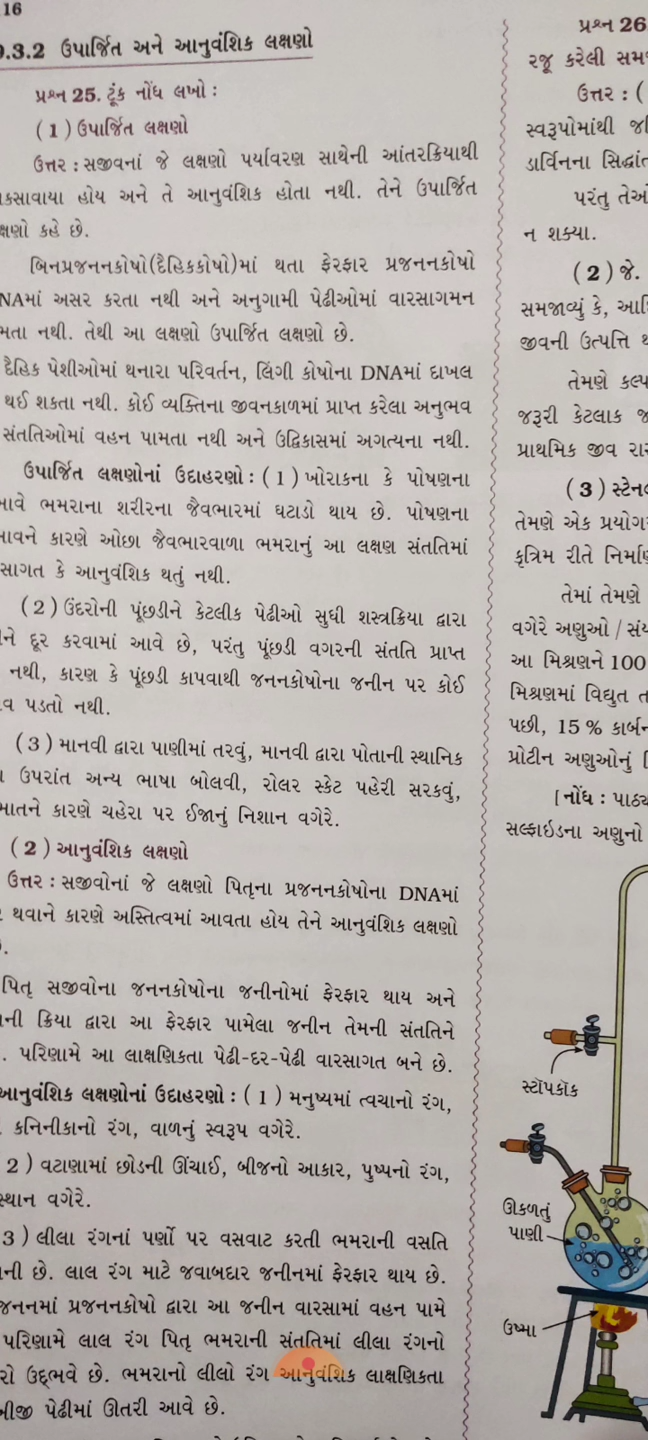 16
9.3.2 ઉપાર્જિત અને આનુવંશિક લક્ષણો
પ્રશ્ન 25. ટૂંક નોંધ લખો :
(1) ઉપાર્જિત લક્ષણો
ઉત્તર : સજીવનાં જે લક્ષણો પર્યાવરણ સાથેની આંતરક્રિયાથી
કસાવાયા હોય અને તે આનુવંશિક હોતા નથી. તેને ઉપાર્જિત
ક્ષણો કહે છે.
બિનપ્રજનનકોષો(દૈહિકકોષો)માં થતા ફેરફાર પ્રજનનકોષો
NAમાં અસર કરતા નથી અને અનુગામી પેઢીઓમાં વારસાગમન
મતા નથી. તેથી આ લક્ષણો ઉપાર્જિત લક્ષણો છે.
દૈહિક પેશીઓમાં થનારા પરિવર્તન, લિંગી કોષોના DNAમાં દાખલ
થઈ શકતા નથી. કોઈ વ્યક્તિના જીવનકાળમાં પ્રાપ્ત કરેલા અનુભવ
સંતતિઓમાં વહન પામતા નથી અને ઉદ્વિકાસમાં અગત્યના નથી.
ઉપાર્જિત લક્ષણોનાં ઉદાહરણો : (1) ખોરાકના કે પોષણના
ભાવે ભમરાના શરીરના જૈવભારમાં ઘટાડો થાય છે. પોષણના
ભાવને કારણે ઓછા જૈવભારવાળા ભમરાનું આ લક્ષણ સંતતિમાં
સાગત કે આનુવંશિક થતું નથી.
(2) ઉંદરોની પૂંછડીને કેટલીક પેઢીઓ સુધી શસ્ત્રક્રિયા દ્વારા
ને દૂર કરવામાં આવે છે, પરંતુ પૂંછડી વગરની સંતતિ પ્રાપ્ત
નથી, કારણ કે પૂંછડી કાપવાથી જનનકોષોના જનીન પર કોઈ
વ પડતો નથી.
(3) માનવી દ્વારા પાણીમાં તરવું, માનવી દ્વારા પોતાની સ્થાનિક
ઉપરાંત અન્ય ભાષા બોલવી, રોલર સ્કેટ પહેરી સરકવું,
માતને કારણે ચહેરા પર ઈજાનું નિશાન વગેરે.
(2) આનુવંશિક લક્ષણો
ઉત્તર : સજીવોનાં જે લક્ષણો પિતૃના પ્રજનનકોષોના DNAમાં
થવાને કારણે અસ્તિત્વમાં આવતા હોય તેને આનુવંશિક લક્ષણો
.
પિતૃ સજીવોના જનનકોષોના જનીનોમાં ફેરફાર થાય અને
ની ક્રિયા દ્વારા આ ફેરફાર પામેલા જનીન તેમની સંતતિને
. પરિણામે આ લાક્ષણિકતા પેઢી-દર-પેઢી વારસાગત બને છે.
આનુવંશિક લક્ષણોનાં ઉદાહરણો : (1) મનુષ્યમાં ત્વચાનો રંગ,
કનિનીકાનો રંગ, વાળનું સ્વરૂપ વગેરે.
2) વટાણામાં છોડની ઊંચાઈ, બીજનો આકાર, પુષ્પનો રંગ,
સ્થાન વગેરે.
3) લીલા રંગનાં પર્ણો પર વસવાટ કરતી ભમરાની વસતિ
ની છે. લાલ રંગ માટે જવાબદાર જનીનમાં ફેરફાર થાય છે.
જનનમાં પ્રજનનકોષો દ્વારા આ જનીન વારસામાં વહન પામે
પરિણામે લાલ રંગ પિતૃ ભમરાની સંતતિમાં લીલા રંગનો
રો ઉદ્ભવે છે. ભમરાનો લીલો રંગ આનુવંશિક લાક્ષણિકતા
બીજી પેઢીમાં ઊતરી આવે છે.
પ્રશ્ન 26
રજૂ કરેલી સમ
ઉત્તર : (
સ્વરૂપોમાંથી જ
ડાર્વિનના સિદ્ધાંત
પરંતુ તેઓ
ન શક્યા.
(2) જે.
સમજાવ્યું કે, આદિ
જીવની ઉત્પત્તિ થ
તેમણે કલ્પ
જરૂરી કેટલાક જ
પ્રાથમિક જીવ રાસ
(3) સ્ટેન
તેમણે એક પ્રયોગ
કૃત્રિમ રીતે નિર્માણ
તેમાં તેમણે
વગેરે અણુઓ / સંય
આ મિશ્રણને 100
મિશ્રણમાં વિદ્યુત ત
પછી, 15 % કાર્બન
પ્રોટીન અણુઓનું
[નોંધ : પાઠ્ય
સલ્ફાઇડના અણુનો
સ્ટૉપકૉક
ઊકળતું
પાણી
ઉષ્મા